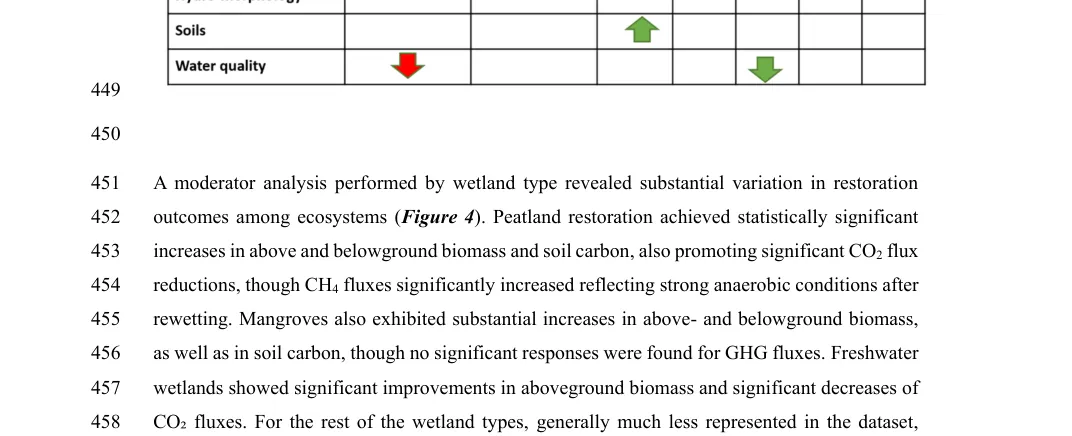 Soils
Water quality
449
450
451 A moderator analysis performed by wetland type revealed substantial variation in restoration
452 outcomes among ecosystems (Figure 4). Peatland restoration achieved statistically significant
453 increases in above and belowground biomass and soil carbon, also promoting significant CO₂ flux
454 reductions, though CH₄ fluxes significantly increased reflecting strong anaerobic conditions after
455 rewetting. Mangroves also exhibited substantial increases in above- and belowground biomass,
456 as well as in soil carbon, though no significant responses were found for GHG fluxes. Freshwater
457 wetlands showed significant improvements in aboveground biomass and significant decreases of
458 CO₂ fluxes. For the rest of the wetland types, generally much less represented in the dataset,